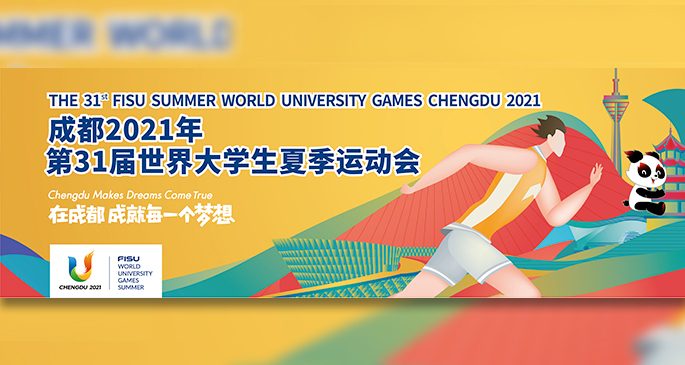 MMER WORLD
THE 31st FISU SUMMER WORLD UNIVERSITY GAMES CHENGDU 2021
成都2021年
第31届世界大学生夏季运动会
Chengdu Makes Dreams Come True
在成都 成就每一个梦想
CHENGDU 2021
FISU
WORLD
UNIVERSITY
GAMES
SUMMER